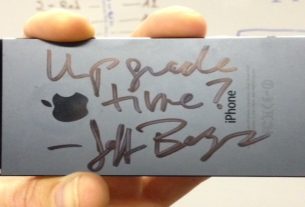 Upgrade
time?
iPhone
- Jeff Bezos